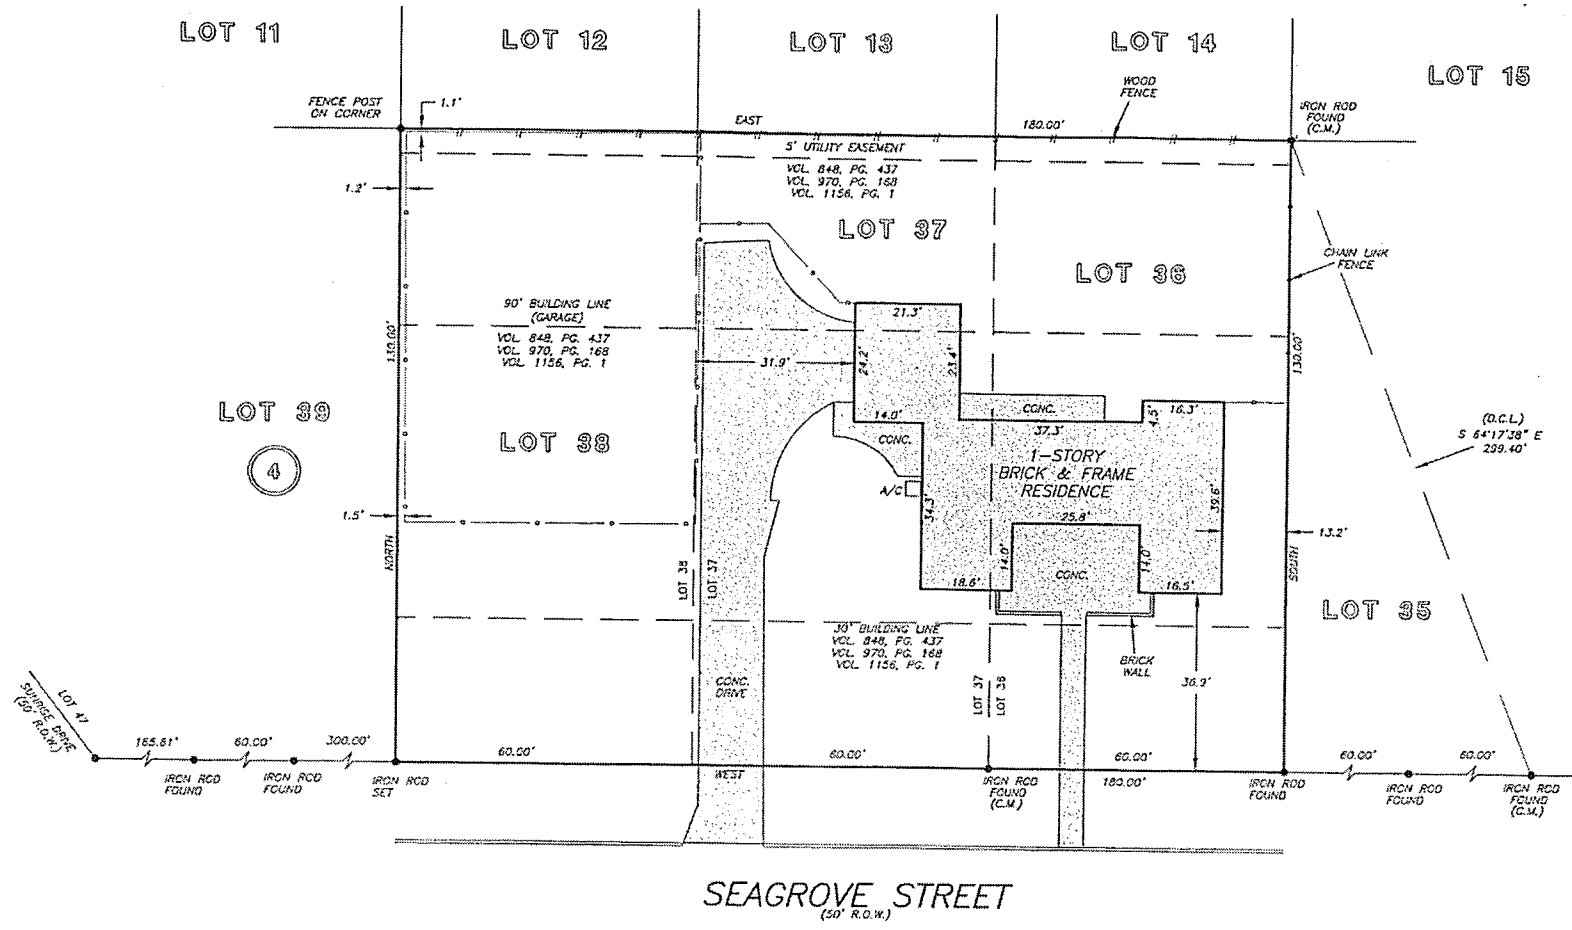 LOT 11
LOT 12
LOT 13
LOT 14
LOT 15
FENCE POST
ON CORNER
1.1'
EAST
180.00'
WOOD
FENCE
IRON ROD
FOUND
(C.M.)
5' UTILITY EASEMENT
VOL. 848, PG. 437
VOL. 970, PG. 168
VOL. 1156, PG. 1
1.2'
LOT 37
LOT 36
CHAIN LINK
FENCE
90' BUILDING LINE
(GARAGE)
VOL. 848, PG. 437
VOL. 970, PG. 168
VOL. 1156, PG. 1
130.00'
21.3'
31.9'
24.2'
23.4'
130.00'
LOT 39
4
LOT 38
14.0'
CONC.
CONC.
37.3'
4.5'
16.3'
(D.C.L.)
S 64°17'38" E
299.40'
1-STORY
BRICK & FRAME
RESIDENCE
A/C
34.3'
39.6'
1.5'
25.8'
13.2'
NORTH
SOUTH
LOT 38
LOT 37
14.0'
14.0'
CONC.
18.6'
16.5'
LOT 35
30' BUILDING LINE
VOL. 848, PG. 437
VOL. 970, PG. 168
VOL. 1156, PG. 1
BRICK
WALL
36.9'
CONC.
DRIVE
LOT 37
LOT 36
LOT 47
SUNRISE DRIVE
(50' R.O.W.)
165.61'
60.00'
300.00'
60.00'
60.00'
60.00'
60.00'
60.00'
WEST
180.00'
IRON ROD
FOUND
IRON ROD
FOUND
IRON ROD
SET
IRON ROD
FOUND
(C.M.)
IRON ROD
FOUND
IRON ROD
FOUND
IRON ROD
FOUND
(C.M.)
SEAGROVE STREET
(50' R.O.W.)